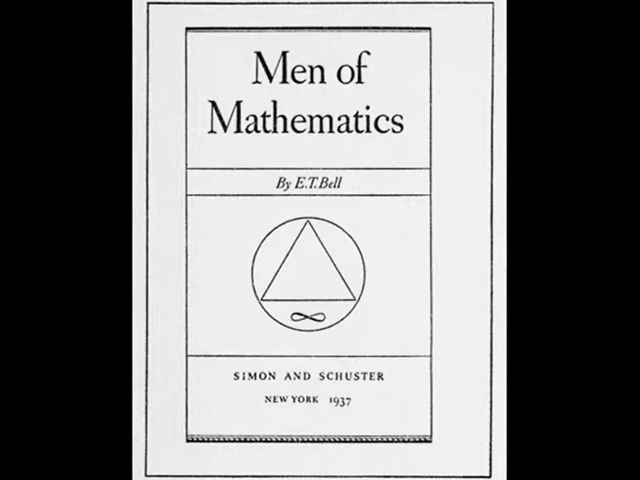 Men of
Mathematics
By E.T.Bell
SIMON AND SCHUSTER
NEW YORK 1937